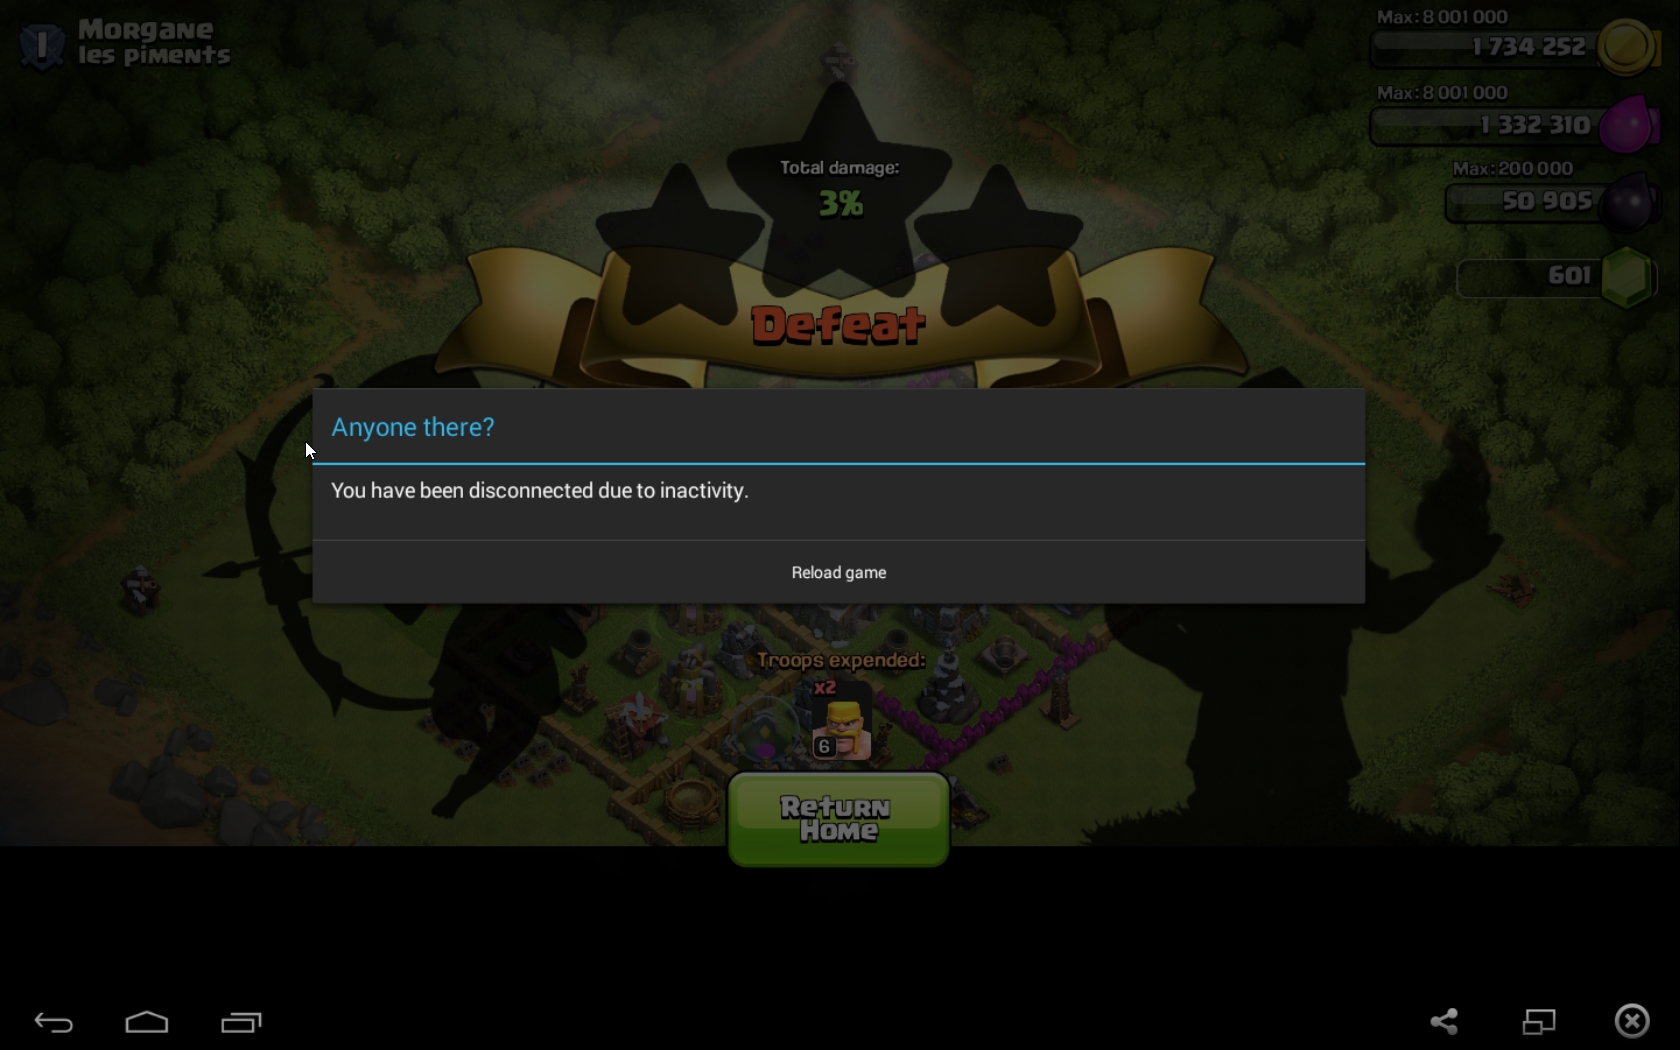 Morgane
les piments
Max: 8 001 000
1 734 252
Max: 8 001 000
1 332 310
Max: 200 000
50 905
601
Total damage:
3%
Defeat
Anyone there?
You have been disconnected due to inactivity.
Reload game
Troops expended:
x2
6
Return
Home